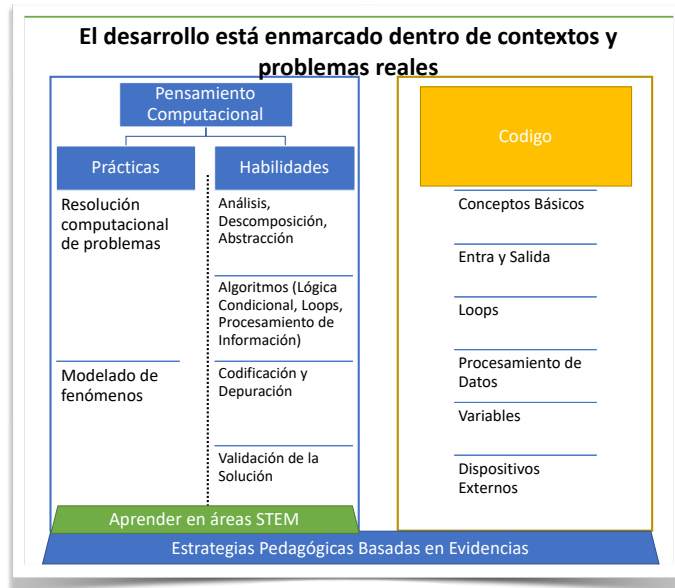 El desarrollo está enmarcado dentro de contextos y
problemas reales
Pensamiento
Computacional
Prácticas
Resolución
computacional
de problemas
Modelado de
fenómenos
Habilidades
Análisis,
Descomposición,
Abstracción
Algoritmos (Lógica
Condicional, Loops,
Procesamiento de
Información)
Codificación y
Depuración
Validación de la
Solución
Codigo
Conceptos Básicos
Entra y Salida
Loops
Procesamiento de
Datos
Variables
Dispositivos
Externos
Aprender en áreas STEM
Estrategias Pedagógicas Basadas en Evidencias